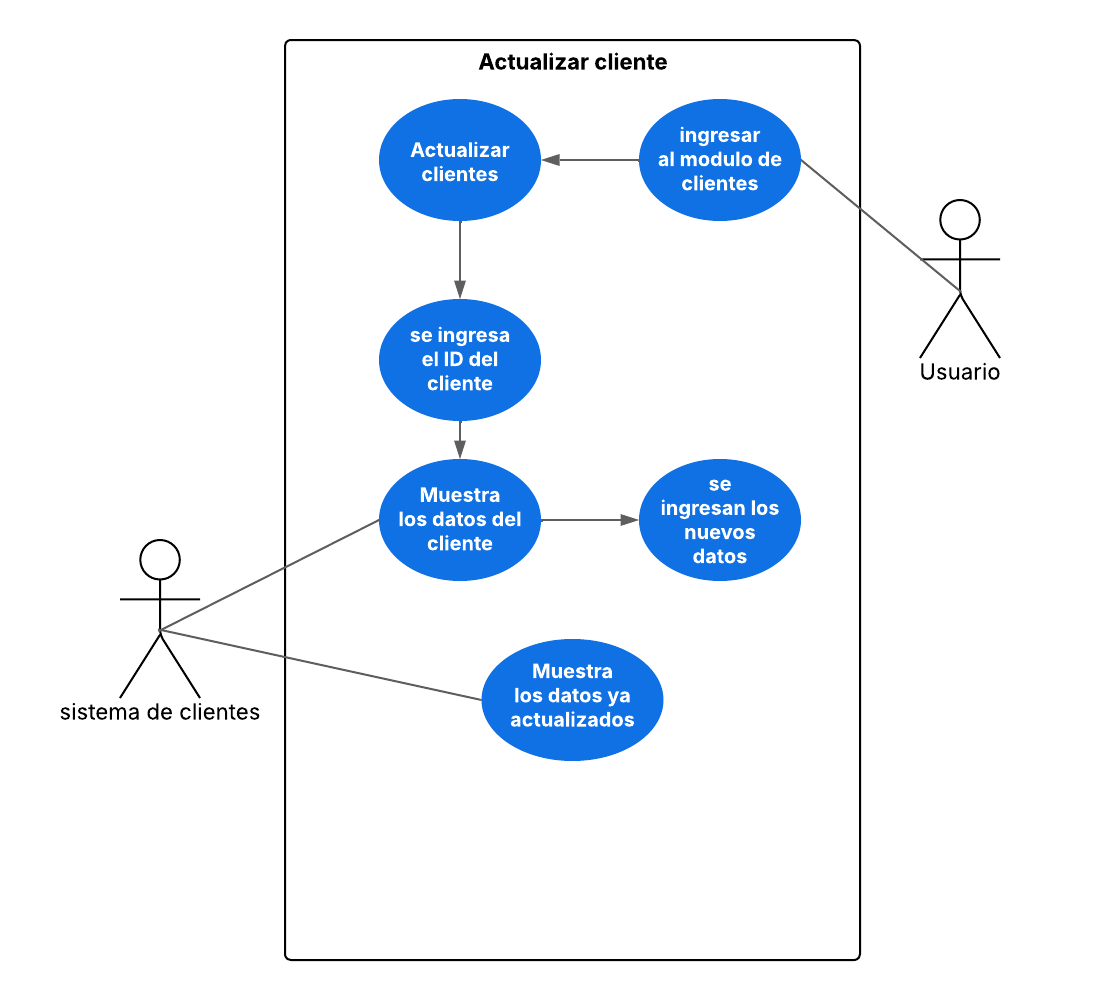 Actualizar cliente
Actualizar
clientes
ingresar
al modulo de
clientes
Usuario
se ingresa
el ID del
cliente
Muestra
los datos del
cliente
se
ingresan los
nuevos
datos
sistema de clientes
Muestra
los datos ya
actualizados